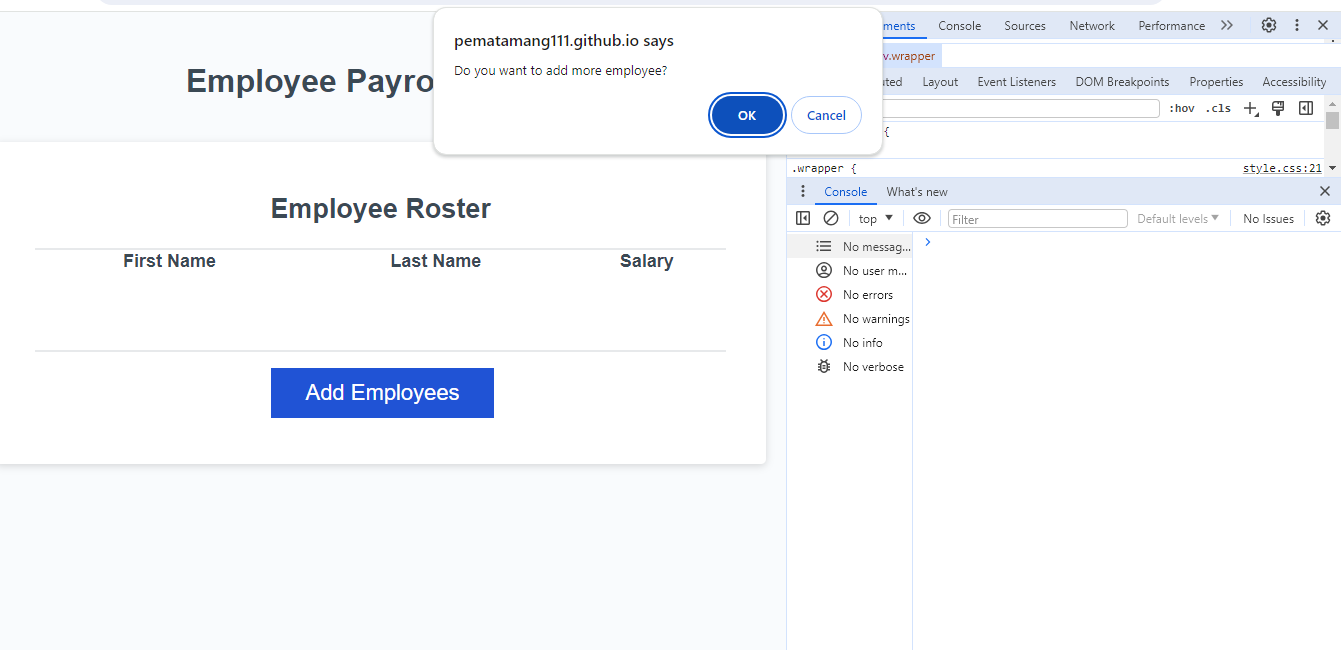 pematamang111.github.io says
Do you want to add more employee?
OK
Cancel
Employee Payro
Employee Roster
First Name Last Name Salary
Add Employees
ments Console Sources Network Performance
v.wrapper
uted Layout Event Listeners DOM Breakpoints Properties Accessibility
:hov .cls
{
.wrapper { style.css:21
Console What's new
top Filter Default levels No Issues
No messag...
No user m...
No errors
No warnings
No info
No verbose